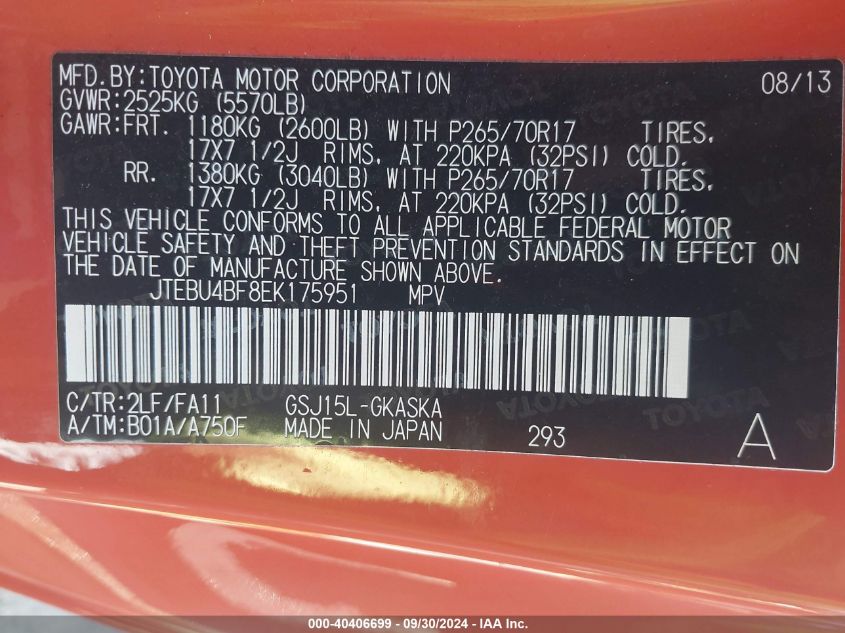 MFD.BY:TOYOTA MOTOR CORPORATION 08/13
GVWR:2525KG (5570LB)
GAWR:FRT. 1180KG (2600LB) WITH P265/70R17 TIRES,
17X7 1/2J RIMS, AT 220KPA (32PSI) COLD.
RR. 1380KG (3040LB) WITH P265/70R17 TIRES,
17X7 1/2J RIMS, AT 220KPA (32PSI) COLD.
THIS VEHICLE CONFORMS TO ALL APPLICABLE FEDERAL MOTOR
VEHICLE SAFETY AND THEFT PREVENTION STANDARDS IN EFFECT ON
THE DATE OF MANUFACTURE SHOWN ABOVE.
JTEBU4BF8EK175951 MPV
C/TR:2LF/FA11 GSJ15L-GKASKA
A/TM:B01A/A750F MADE IN JAPAN 293 A
000-40406699 - 09/30/2024 - IAA Inc.